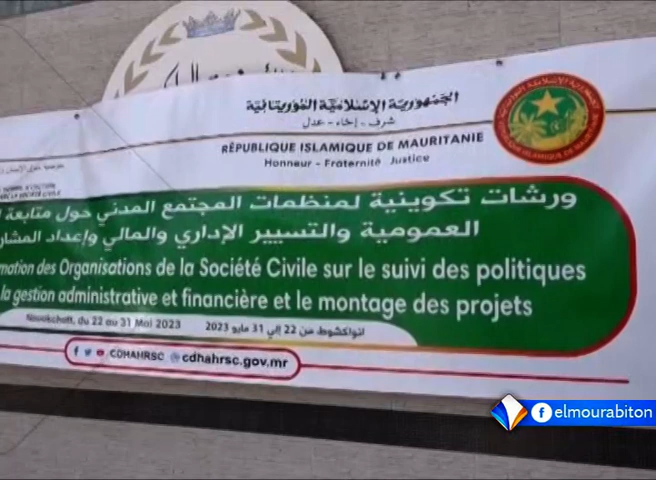 الجمهورية الإسلامية الموريتانية
شرف - إخاء - عدل
RÉPUBLIQUE ISLAMIQUE DE MAURITANIE
Honneur - Fraternité Justice
ورشات تكوينية لمنظمات المجتمع المدني حول متابعة
العمومية والتسيير الإداري والمالي وإعداد المشار
mation des Organisations de la Société Civile sur le suivi des politiques
la gestion administrative et financière et le montage des projets
Nouakchott, du 22 au 31 Mai 2023 انواكشوط من 22 إلى 31 مايو 2023
CDHAHRSC cdhahrsc.gov.mr
elmourabiton